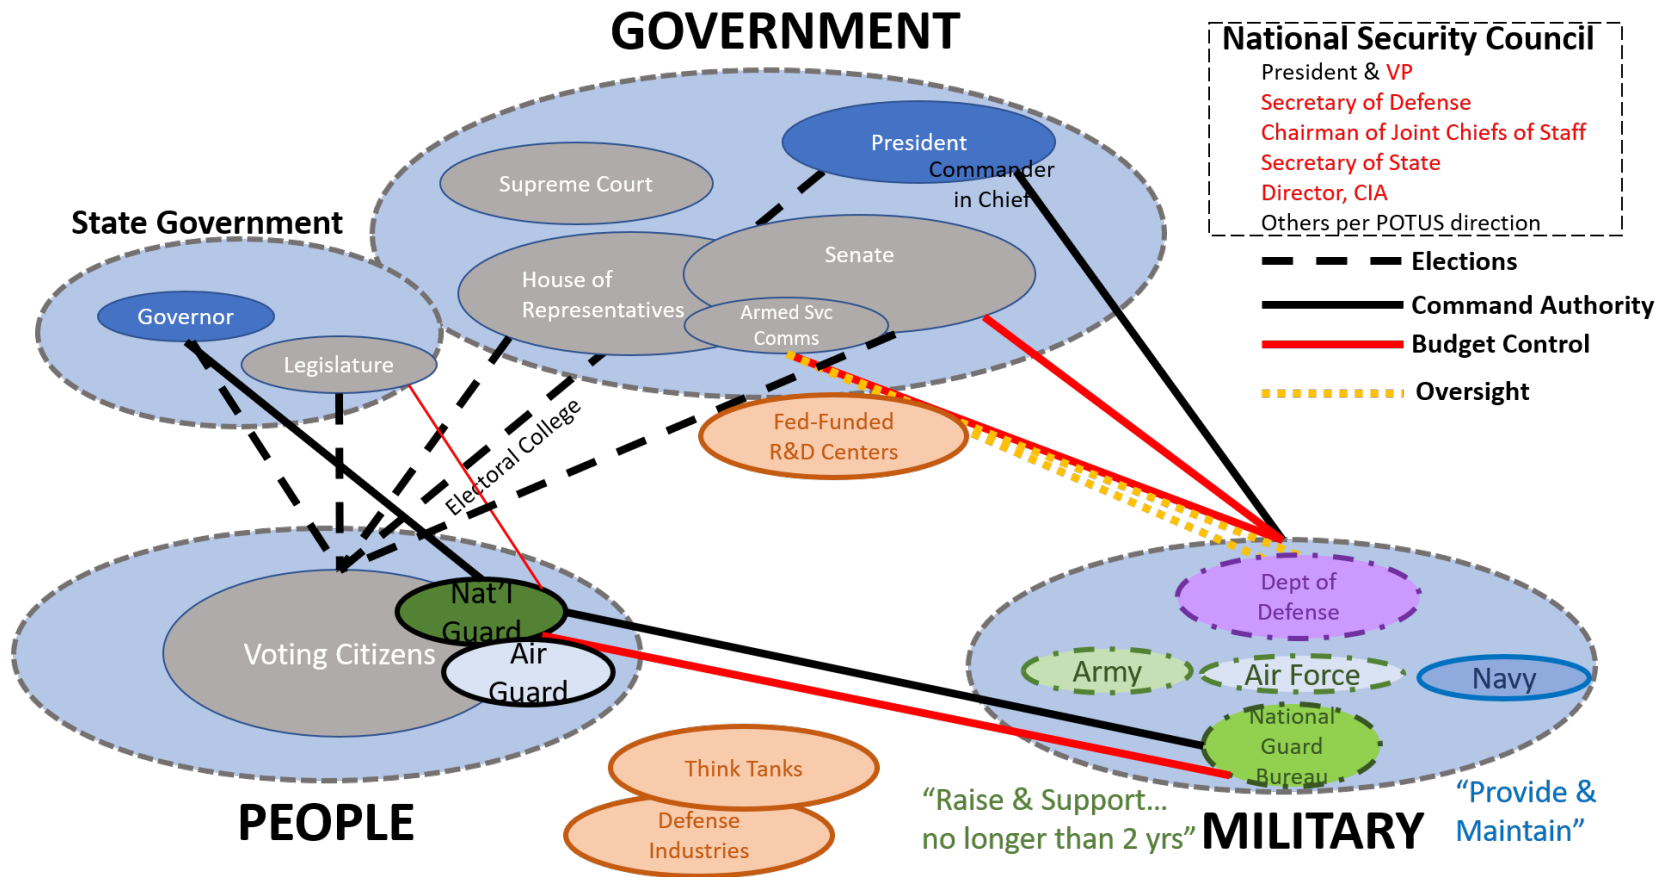 GOVERNMENT
National Security Council
President & VP
Secretary of Defense
Chairman of Joint Chiefs of Staff
Secretary of State
Director, CIA
Others per POTUS direction
Elections
Command Authority
Budget Control
Oversight
President
Commander
in Chief
Supreme Court
Senate
House of
Representatives
Armed Svc
Comms
State Government
Governor
Legislature
Electoral College
Fed-Funded
R&D Centers
Nat'l
Guard
Voting Citizens
Air
Guard
PEOPLE
Dept of
Defense
Army
Air Force
Navy
National
Guard
Bureau
Think Tanks
Defense
Industries
“Raise & Support...
no longer than 2 yrs”
MILITARY
“Provide &
Maintain”